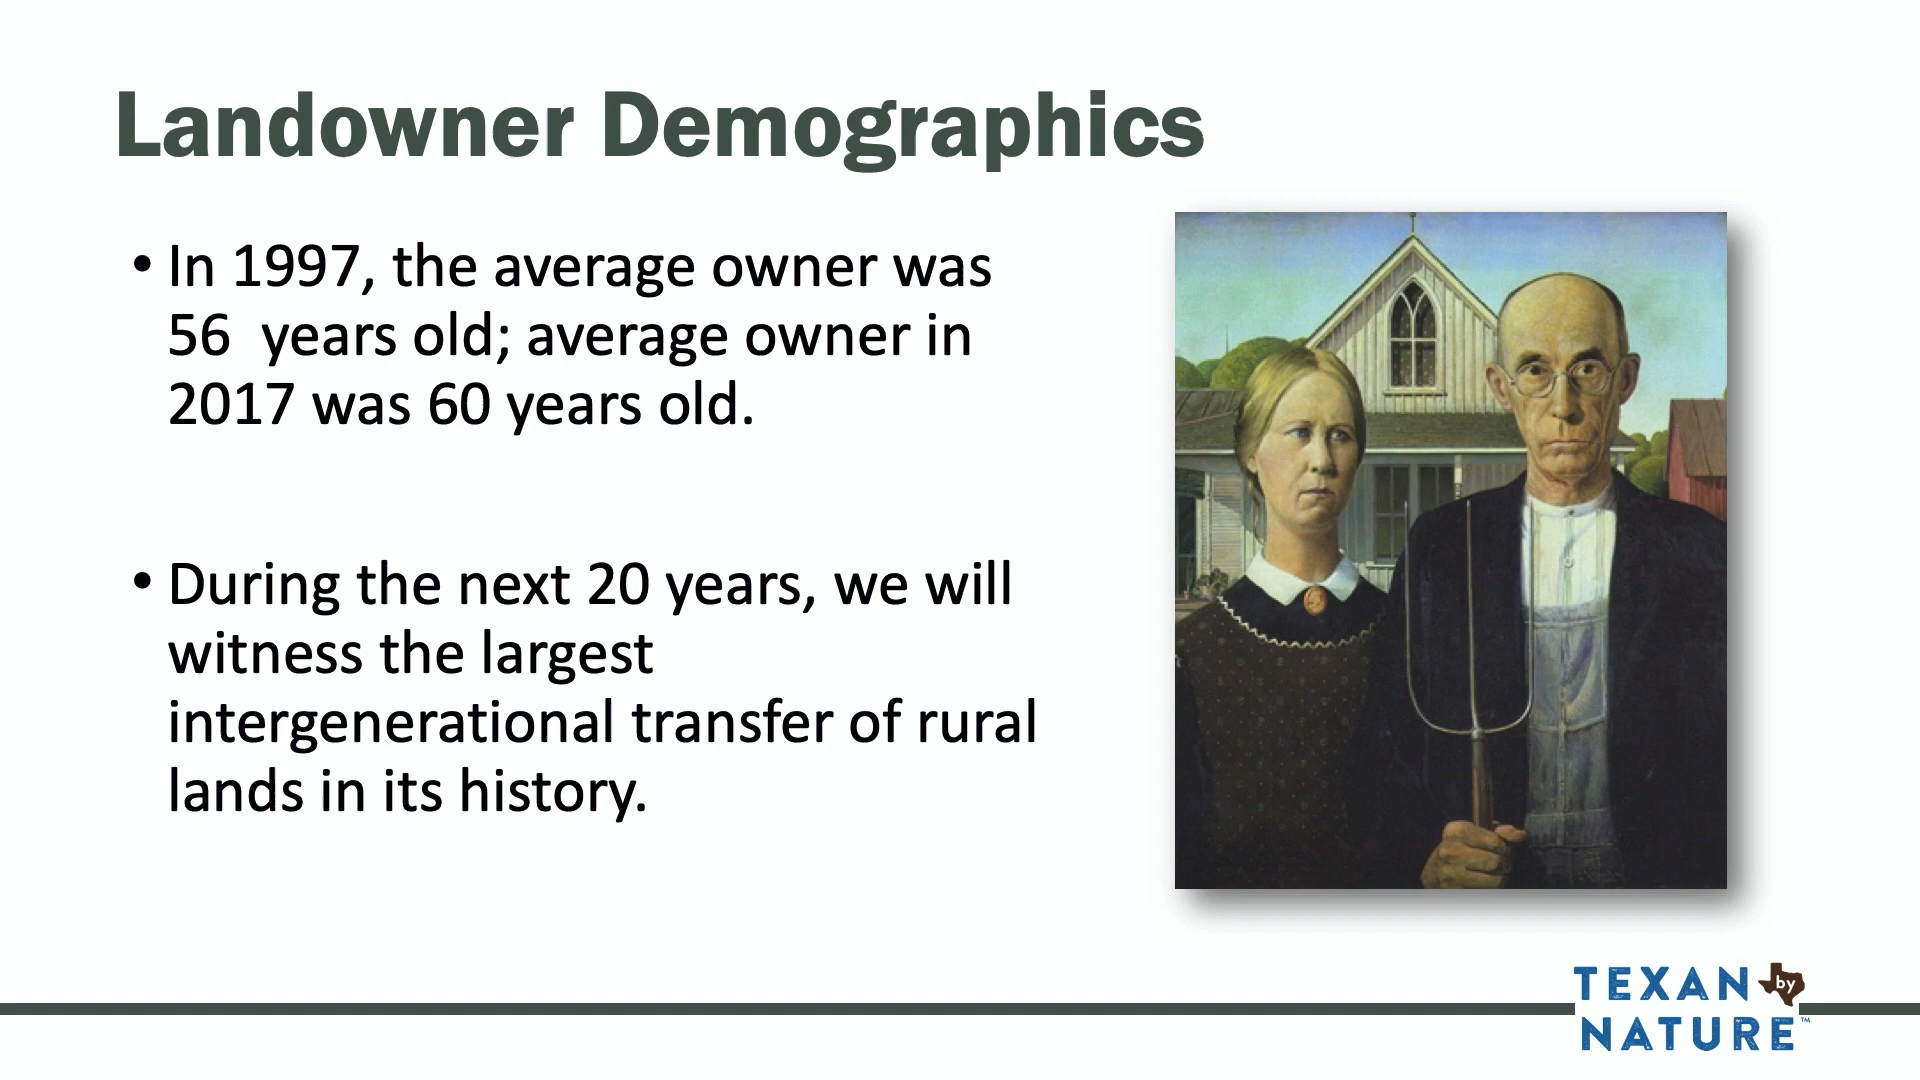 Landowner Demographics
• In 1997, the average owner was
56  years old; average owner in
2017 was 60 years old.
• During the next 20 years, we will
witness the largest
intergenerational transfer of rural
lands in its history.
TEXAN by
NATURE™